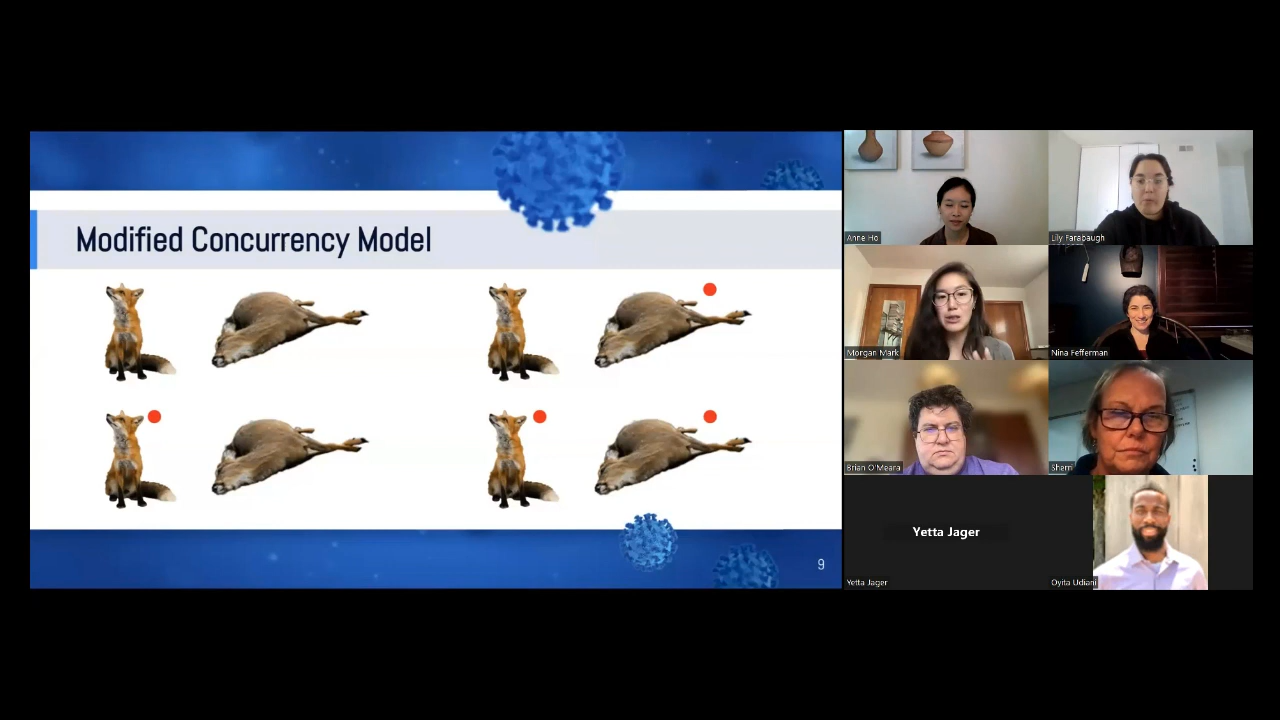 Modified Concurrency Model
9
Anne Ho
Lily Farabaugh
Morgan Mark
Nina Fefferman
Brian O'Meara
Sherri
Yetta Jager
Yetta Jager
Oyita Udiani